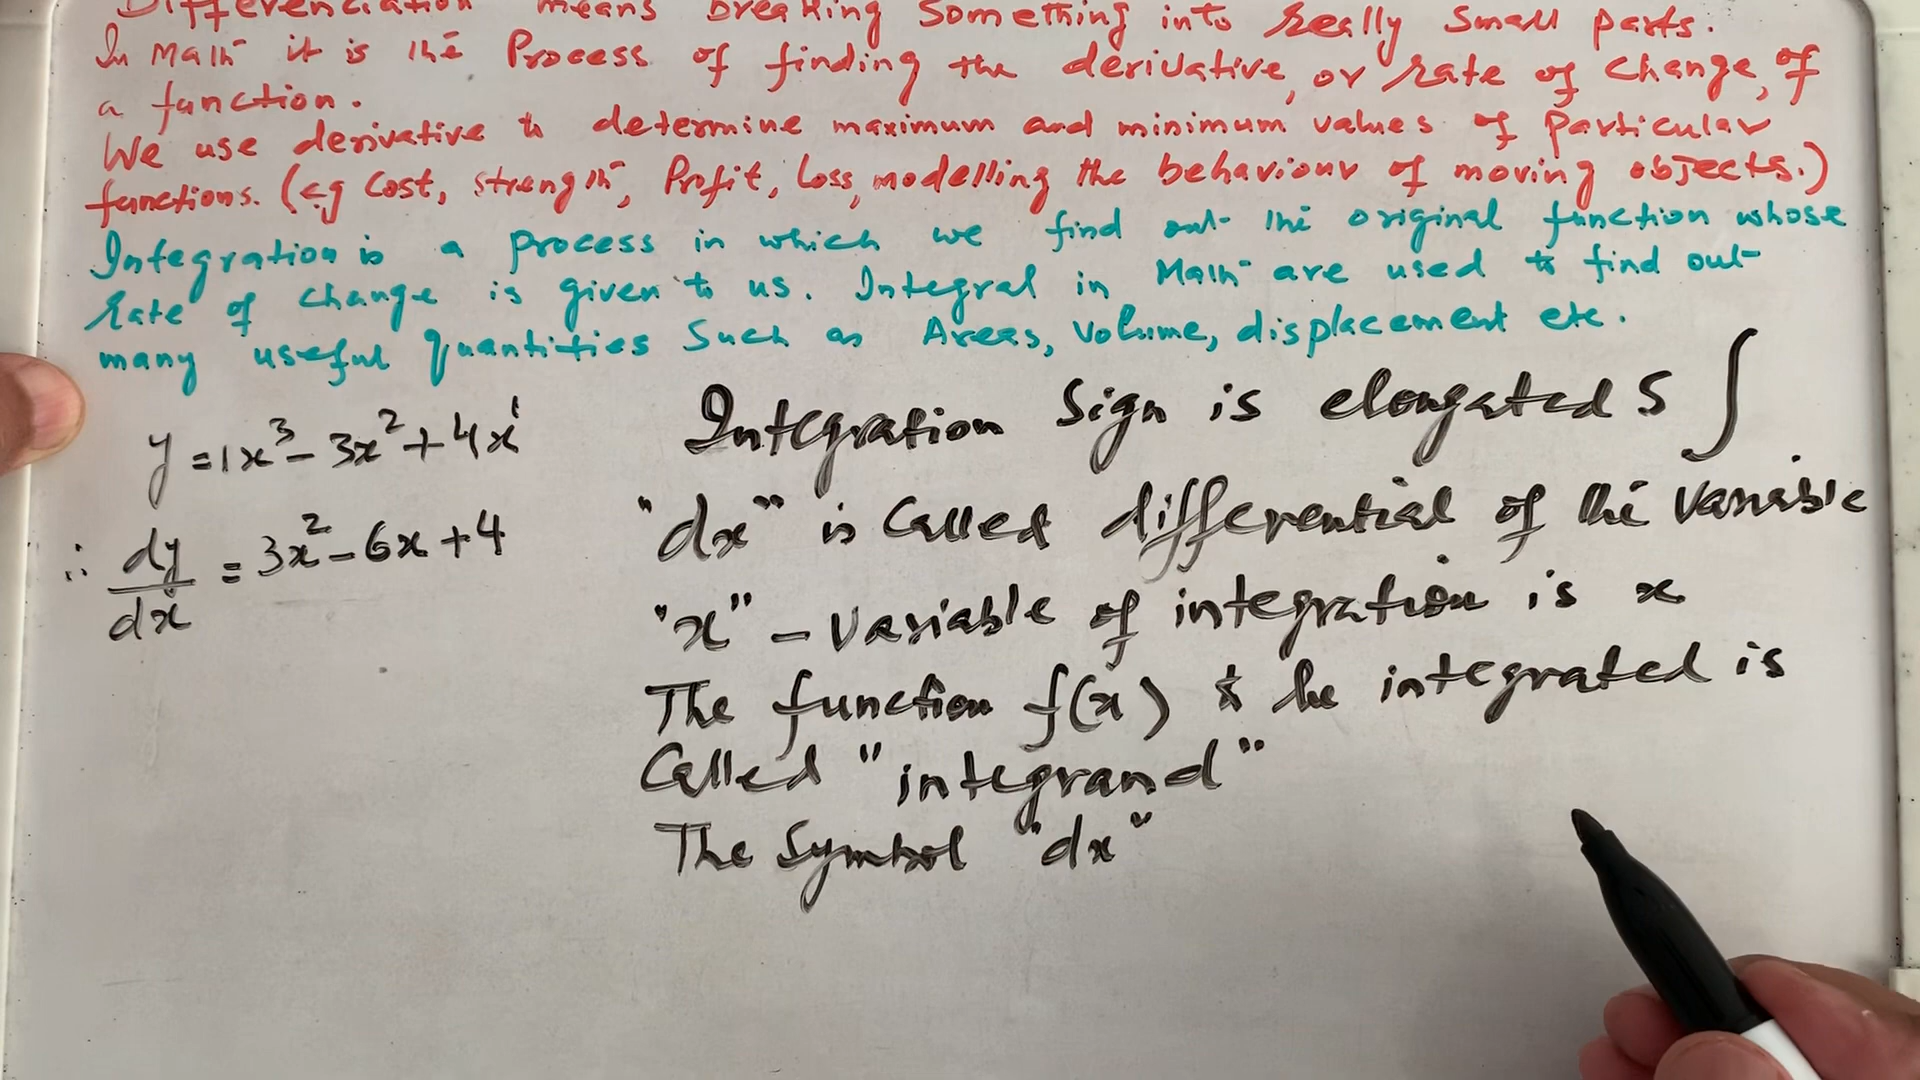 Differenciation means breaking something into really small parts.
In Math it is the Process of finding the derivative, or rate of change, of
a function.
We use derivative to determine maximum and minimum values of particular
functions. (eg Cost, strength, Profit, Loss, modelling the behaviour of moving objects.)
Integration is a process in which we find out the original function whose
rate of change is given to us. Integral in Math are used to find out
many useful quantities such as Areas, Volume, displacement etc.
y = 1x³ - 3x² + 4x¹
∴ dy/dx = 3x² - 6x + 4
Integration Sign is elongated S ∫
"dx" is Called differential of the variable
"x" - Variable of integration is x
The function f(x) to be integrated is
Called "integrand"
The Symbol "dx"